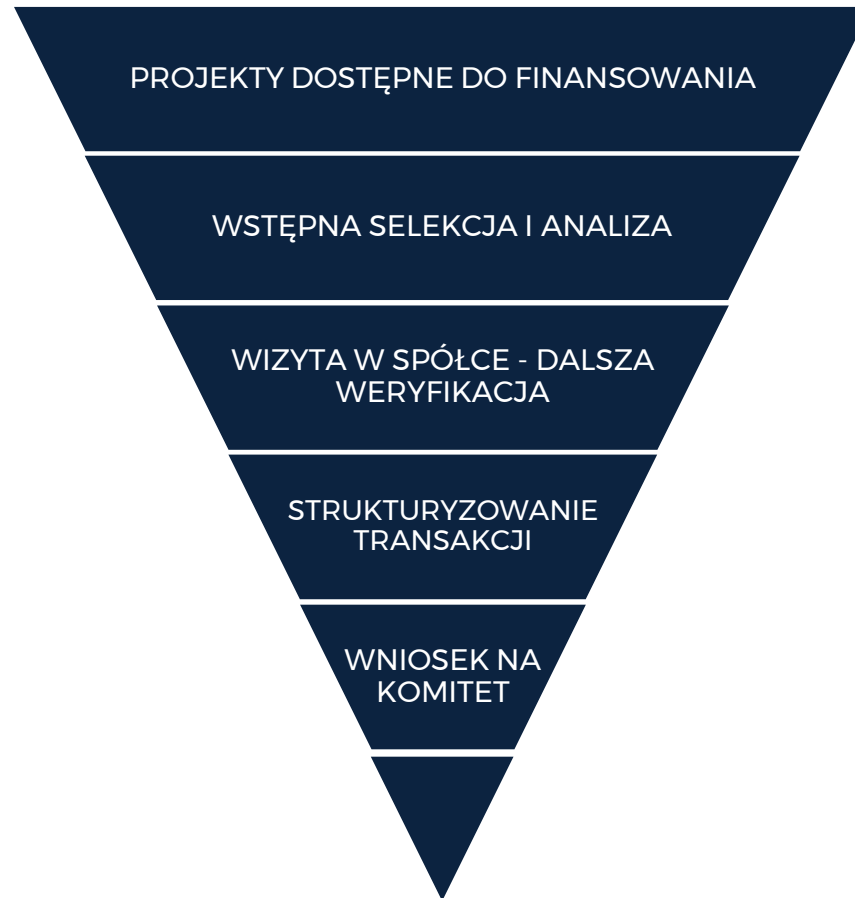 PROJEKTY DOSTĘPNE DO FINANSOWANIA
WSTĘPNA SELEKCJA I ANALIZA
WIZYTA W SPÓŁCE - DALSZA
WERYFIKACJA
STRUKTURYZOWANIE
TRANSAKCJI
WNIOSEK NA
KOMITET